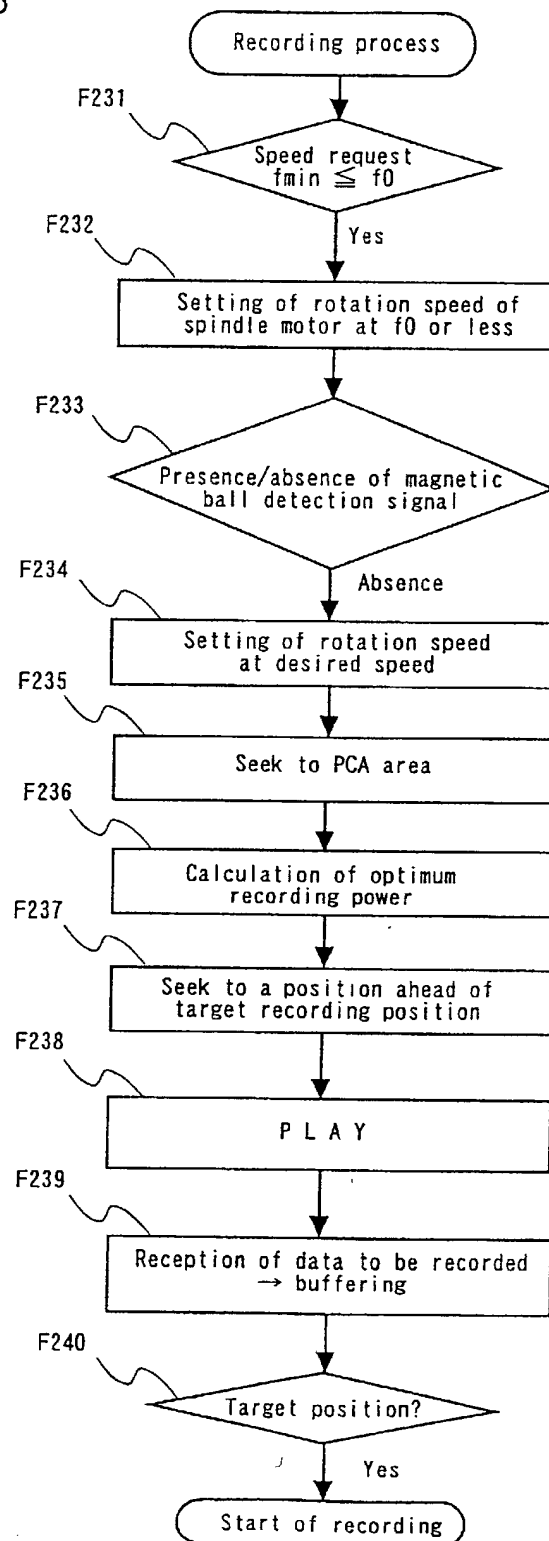 Recording process
F231
Speed request
fmin ≦ f0
Yes
F232
Setting of rotation speed of
spindle motor at f0 or less
F233
Presence/absence of magnetic
ball detection signal
Absence
F234
Setting of rotation speed
at desired speed
F235
Seek to PCA area
F236
Calculation of optimum
recording power
F237
Seek to a position ahead of
target recording position
F238
P L A Y
F239
Reception of data to be recorded
→ buffering
F240
Target position?
Yes
Start of recording